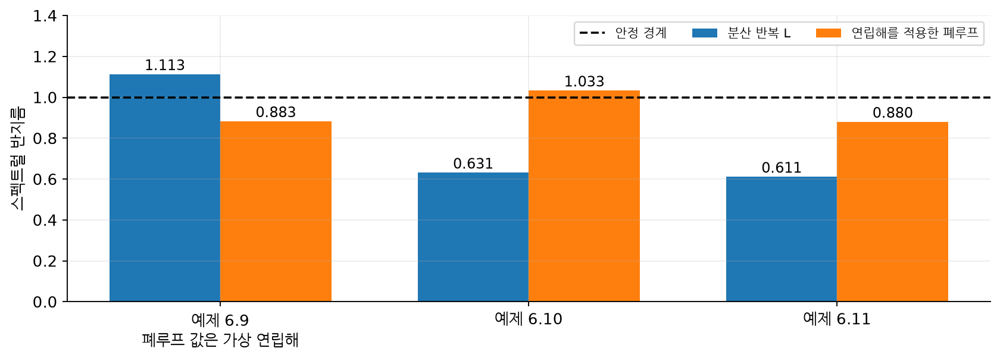 스펙트럴 반지름
1.4
1.2
1.0
0.8
0.6
0.4
0.2
0.0
안정 경계
분산 반복 L
연립해를 적용한 폐루프
1.113
0.883
0.631
1.033
0.611
0.880
예제 6.9
폐루프 값은 가상 연립해
예제 6.10
예제 6.11